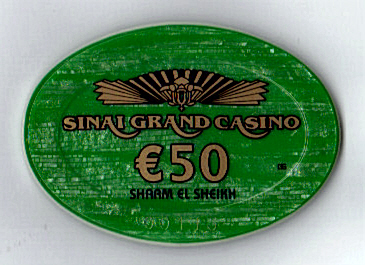 SINAI GRAND CASINO
€50
SHARM EL SHEIKH